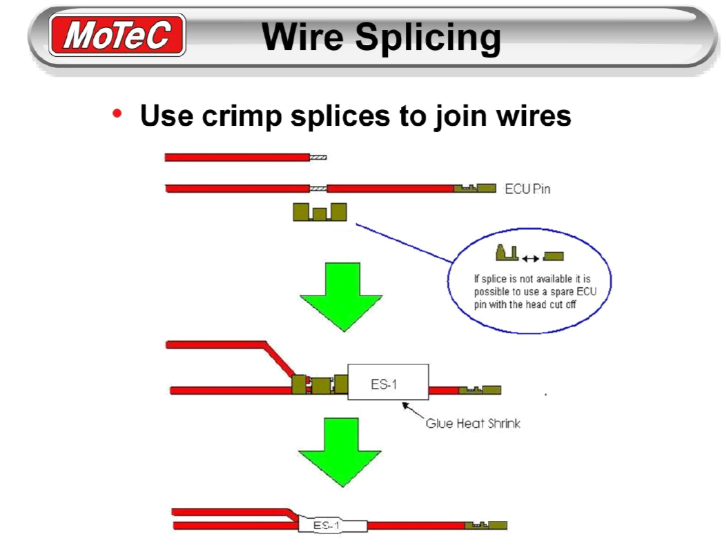 MoTeC
Wire Splicing
• Use crimp splices to join wires
ECU Pin
If splice is not available it is
possible to use a spare ECU
pin with the head cut off
ES-1
Glue Heat Shrink
ES-1